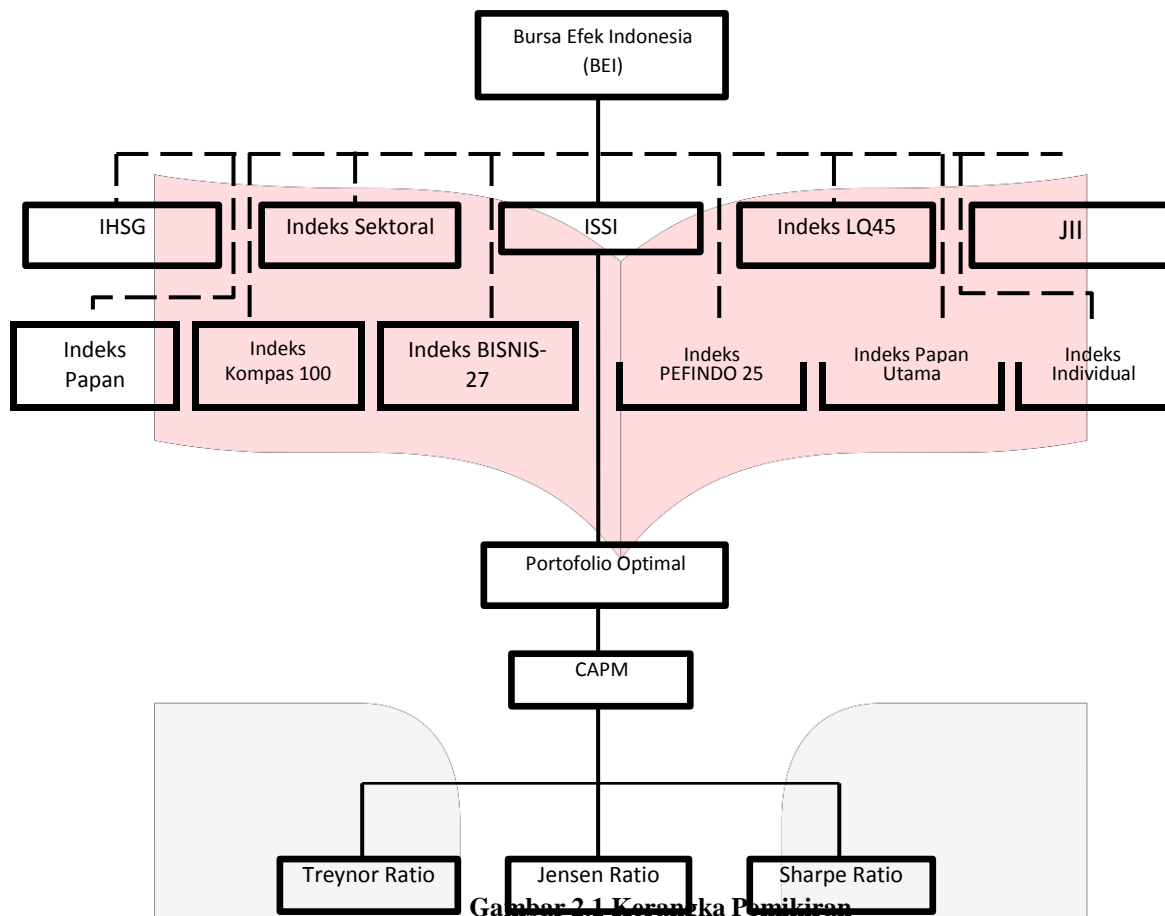 Bursa Efek Indonesia
(BEI)
IHSG
Indeks Sektoral
ISSI
Indeks LQ45
JII
Indeks
Papan
Indeks
Kompas 100
Indeks BISNIS-
27
Indeks
PEFINDO 25
Indeks Papan
Utama
Indeks
Individual
Portofolio Optimal
CAPM
Treynor Ratio
Jensen Ratio
Sharpe Ratio
Gambar 2.1 Kerangka Pemikiran